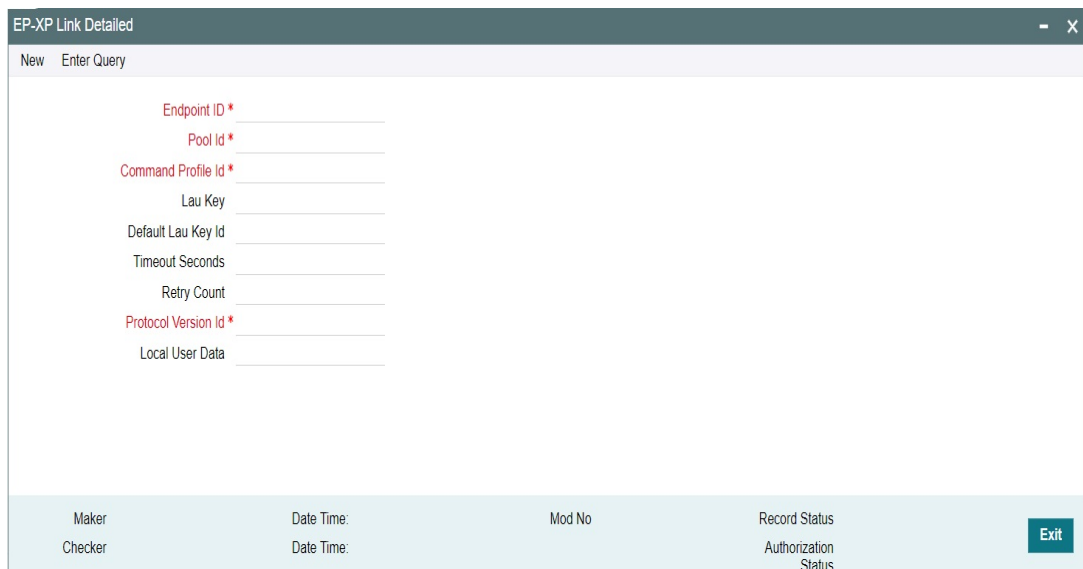 EP-XP Link Detailed
New Enter Query
Endpoint ID *
Pool Id *
Command Profile Id *
Lau Key
Default Lau Key Id
Timeout Seconds
Retry Count
Protocol Version Id *
Local User Data
Maker Date Time: Mod No Record Status
Exit
Checker Date Time: Authorization
Status